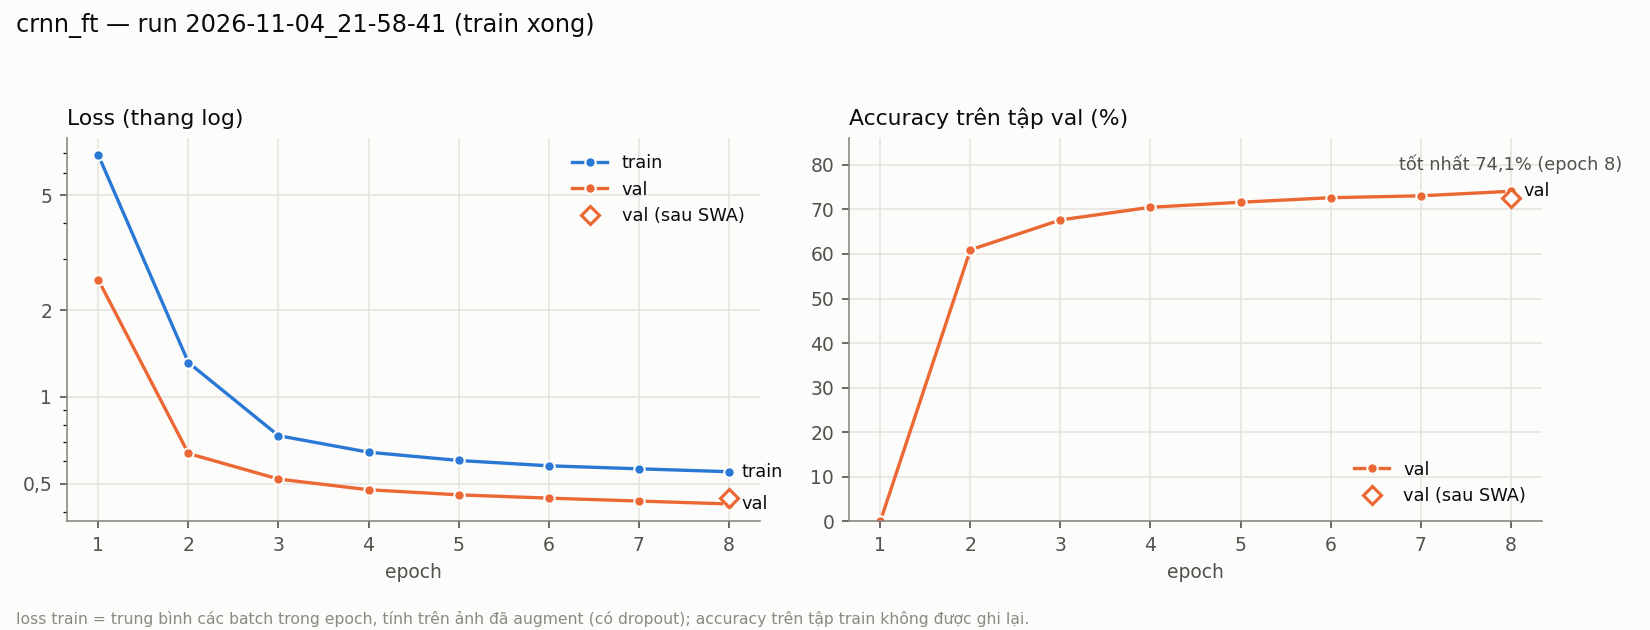 crnn_ft — run 2026-11-04_21-58-41 (train xong)
Loss (thang log)
train
val
val (sau SWA)
5
2
1
0,5
train
val
1 2 3 4 5 6 7 8
epoch
Accuracy trên tập val (%)
tốt nhất 74,1% (epoch 8)
val
80
70
60
50
40
30
20
10
0
val
val (sau SWA)
1 2 3 4 5 6 7 8
epoch
loss train = trung bình các batch trong epoch, tính trên ảnh đã augment (có dropout); accuracy trên tập train không được ghi lại.